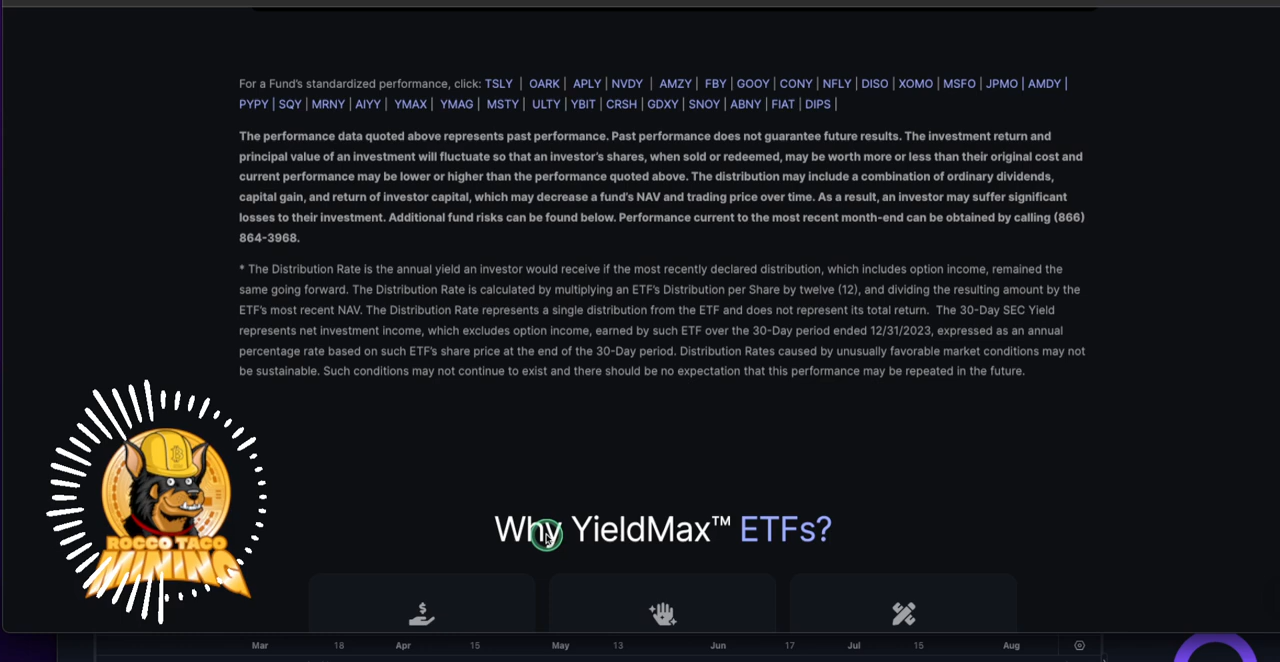 For a Fund's standardized performance, click: TSLY | OARK | APLY | NVDY | AMZY | FBY | GOOY | CONY | NFLY | DISO | XOMO | MSFO | JPMO | AMDY |
PYPY | SQY | MRNY | AIYY | YMAX | YMAG | MSTY | ULTY | YBIT | CRSH | GDXY | SNOY | ABNY | FIAT | DIPS |
The performance data quoted above represents past performance. Past performance does not guarantee future results. The investment return and
principal value of an investment will fluctuate so that an investor's shares, when sold or redeemed, may be worth more or less than their original cost and
current performance may be lower or higher than the performance quoted above. The distribution may include a combination of ordinary dividends,
capital gain, and return of investor capital, which may decrease a fund's NAV and trading price over time. As a result, an investor may suffer significant
losses to their investment. Additional fund risks can be found below. Performance current to the most recent month-end can be obtained by calling (866)
864-3968.
* The Distribution Rate is the annual yield an investor would receive if the most recently declared distribution, which includes option income, remained the
same going forward. The Distribution Rate is calculated by multiplying an ETF's Distribution per Share by twelve (12), and dividing the resulting amount by the
ETF's most recent NAV. The Distribution Rate represents a single distribution from the ETF and does not represent its total return. The 30-Day SEC Yield
represents net investment income, which excludes option income, earned by such ETF over the 30-Day period ended 12/31/2023, expressed as an annual
percentage rate based on such ETF's share price at the end of the 30-Day period. Distribution Rates caused by unusually favorable market conditions may not
be sustainable. Such conditions may not continue to exist and there should be no expectation that this performance may be repeated in the future.
Why YieldMax™ ETFs?
ROCCO TACO
MINING
Mar 18 Apr 15 May 13 Jun 17 Jul 15 Aug